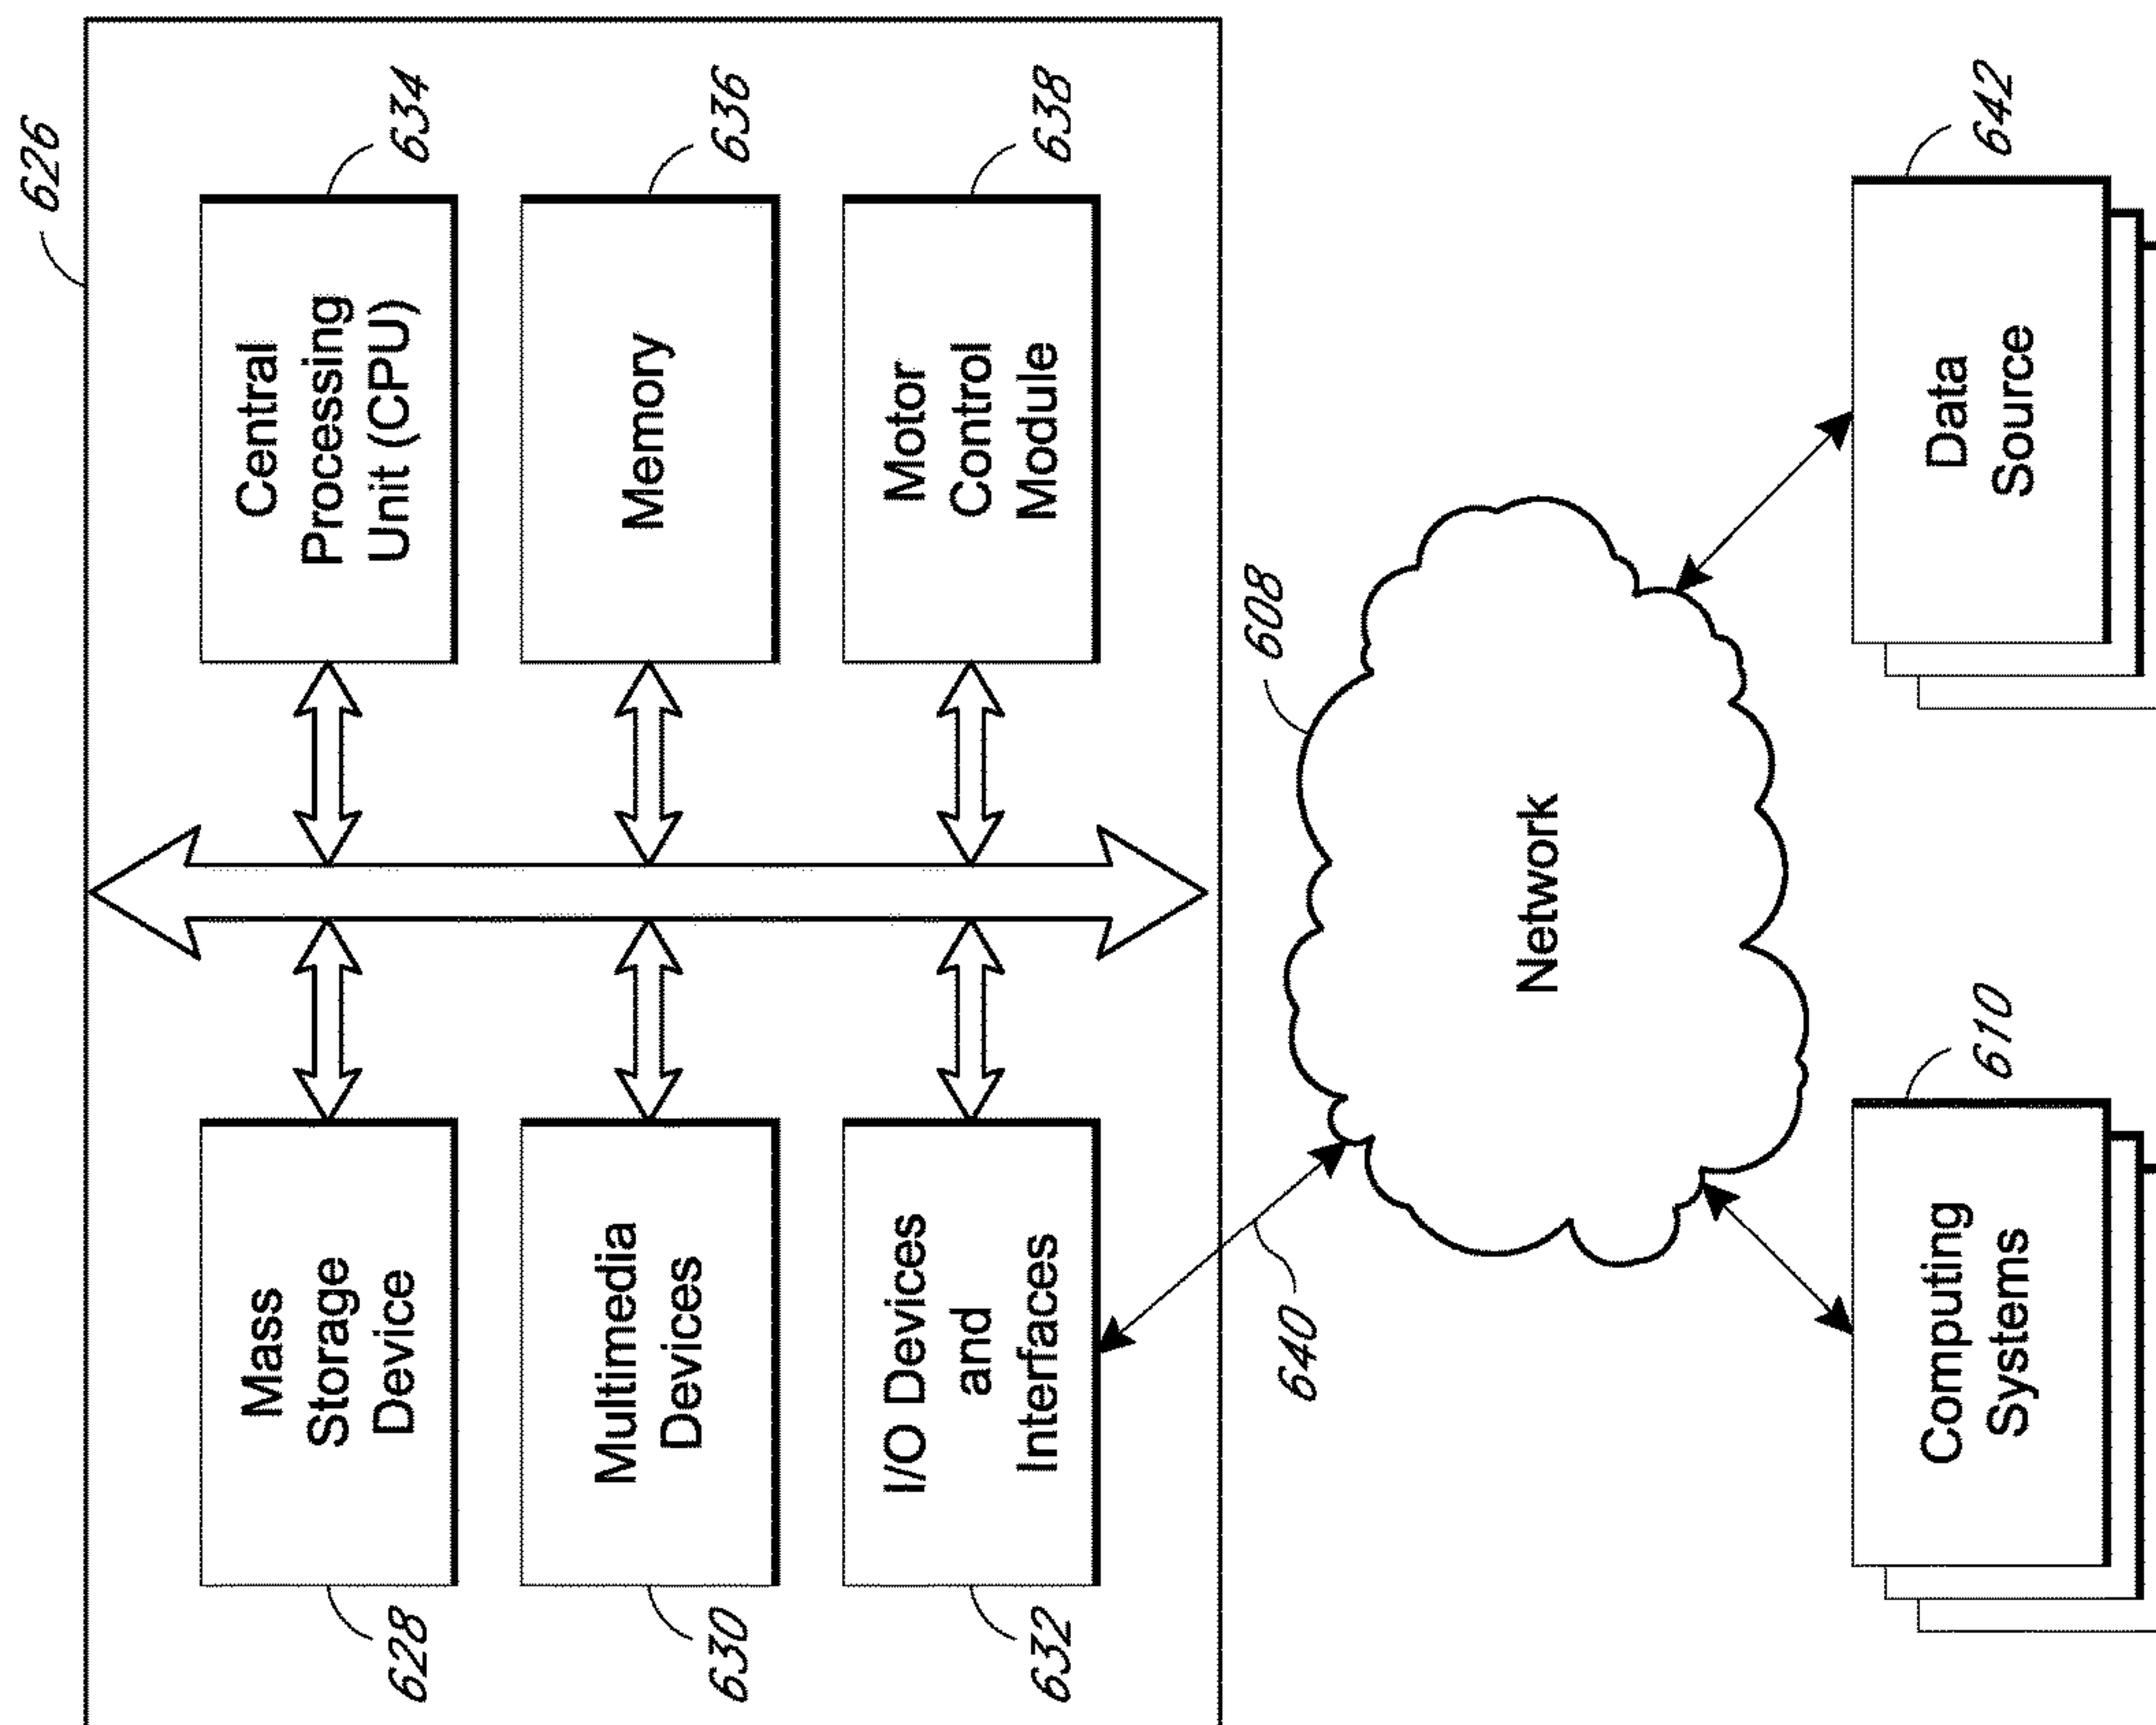 626
Mass
Storage
Device
628
Central
Processing
Unit (CPU)
634
Multimedia
Devices
630
Memory
636
I/O Devices
and
Interfaces
632
Motor
Control
Module
638
640
608
Network
Computing
Systems
610
Data
Source
642